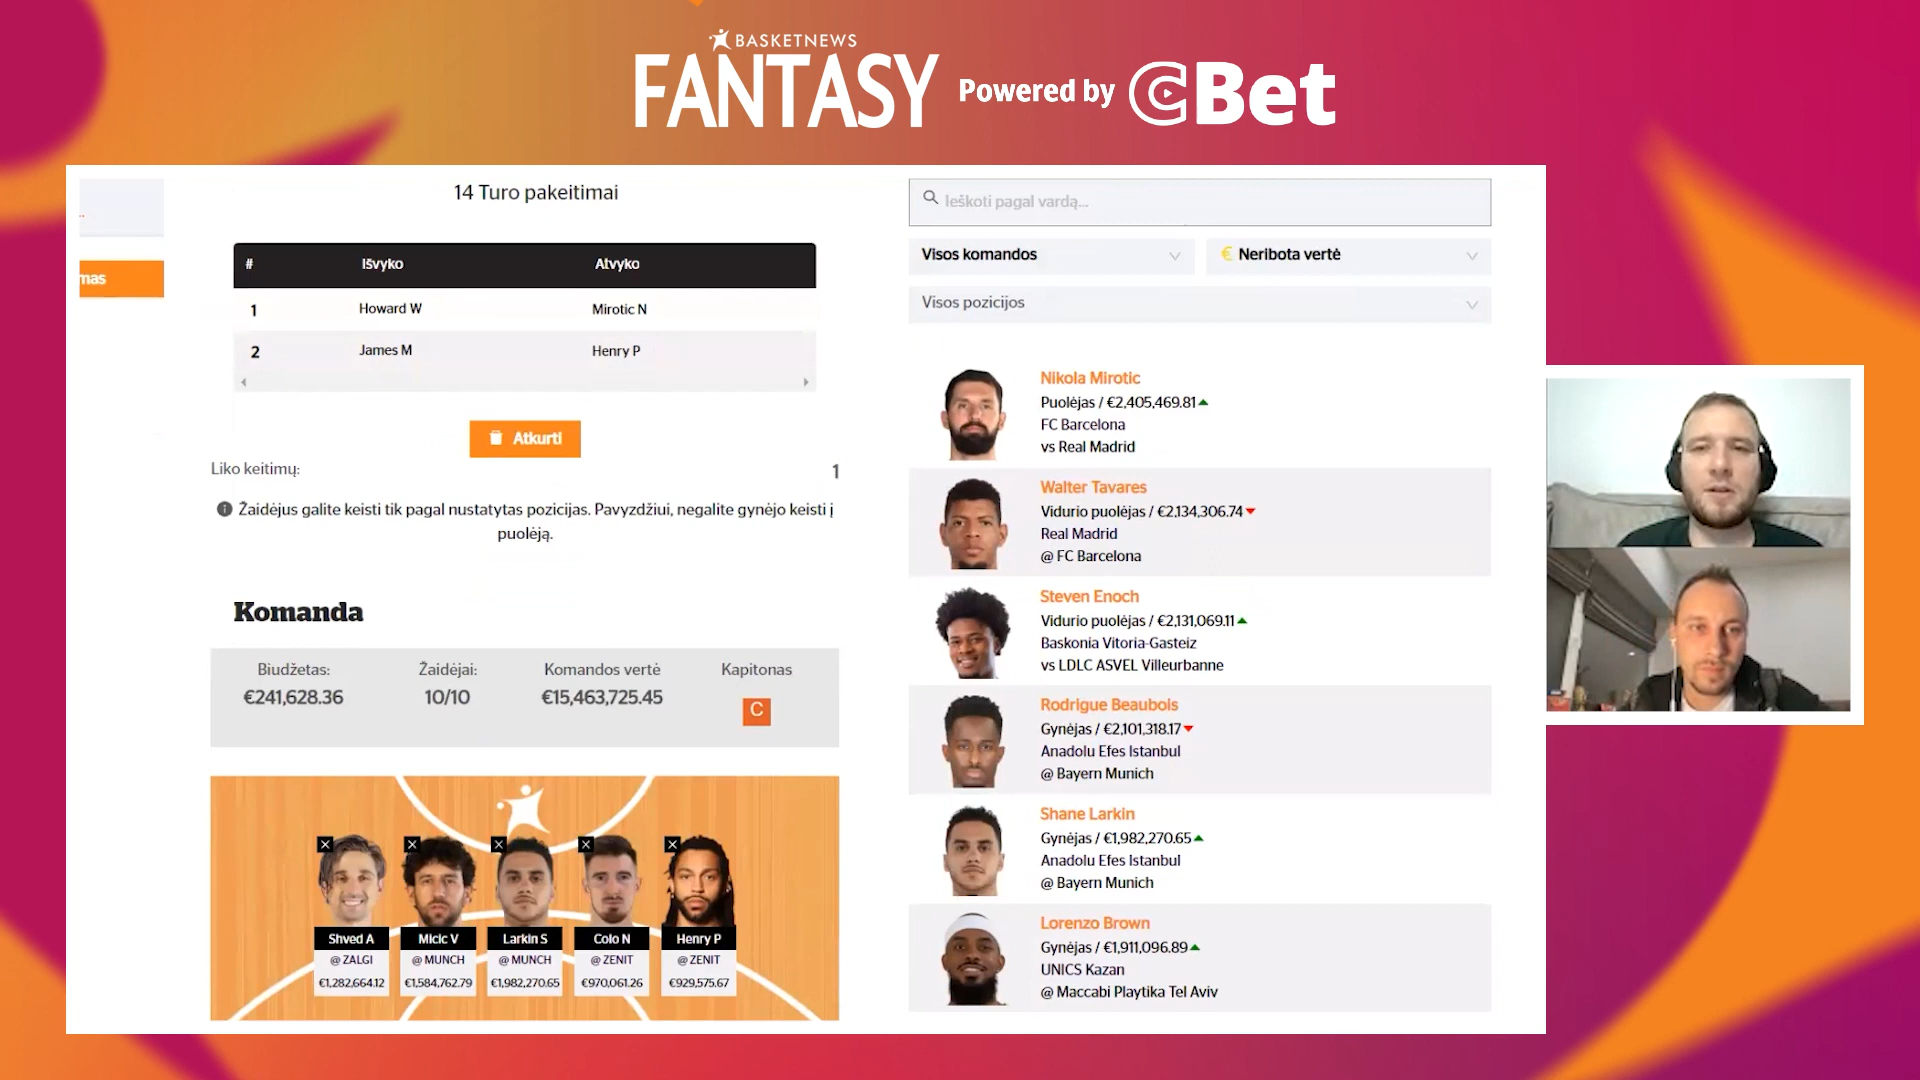 BASKETNEWS
FANTASY Powered by CBet
14 Turo pakeitimai
mas
# Išvyko Atvyko
1 Howard W Mirotic N
2 James M Henry P
Atkurti
Liko keitimų: 1
Žaidėjus galite keisti tik pagal nustatytas pozicijas. Pavyzdžiui, negalite gynėjo keisti į
puolėją.
Komanda
Biudžetas: Žaidėjai: Komandos vertė Kapitonas
€241,628.36 10/10 €15,463,725.45 C
Shved A Micic V Larkin S Colo N Henry P
@ ZALGI @ MUNCH @ MUNCH @ ZENIT @ ZENIT
€1,282,664.12 €1,584,762.79 €1,982,270.65 €970,061.26 €929,575.67
Ieškoti pagal vardą...
Visos komandos € Neribota vertė
Visos pozicijos
Nikola Mirotic
Puolėjas / €2,405,469.81
FC Barcelona
vs Real Madrid
Walter Tavares
Vidurio puolėjas / €2,134,306.74
Real Madrid
@ FC Barcelona
Steven Enoch
Vidurio puolėjas / €2,131,069.11
Baskonia Vitoria-Gasteiz
vs LDLC ASVEL Villeurbanne
Rodrigue Beaubois
Gynėjas / €2,101,318.17
Anadolu Efes Istanbul
@ Bayern Munich
Shane Larkin
Gynėjas / €1,982,270.65
Anadolu Efes Istanbul
@ Bayern Munich
Lorenzo Brown
Gynėjas / €1,911,096.89
UNICS Kazan
@ Maccabi Playtika Tel Aviv